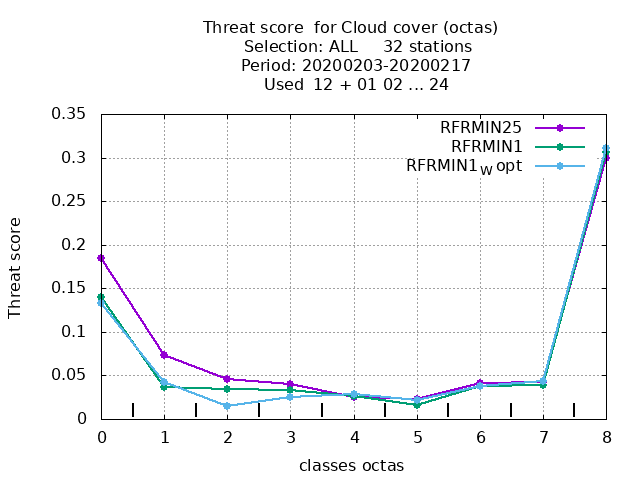 Threat score  for Cloud cover (octas)
Selection: ALL     32 stations
Period: 20200203-20200217
Used  12 + 01 02 ... 24
RFRMIN25
RFRMIN1
RFRMIN1W opt
0.35
0.3
0.25
0.2
0.15
0.1
0.05
0
Threat score
0 1 2 3 4 5 6 7 8
classes octas